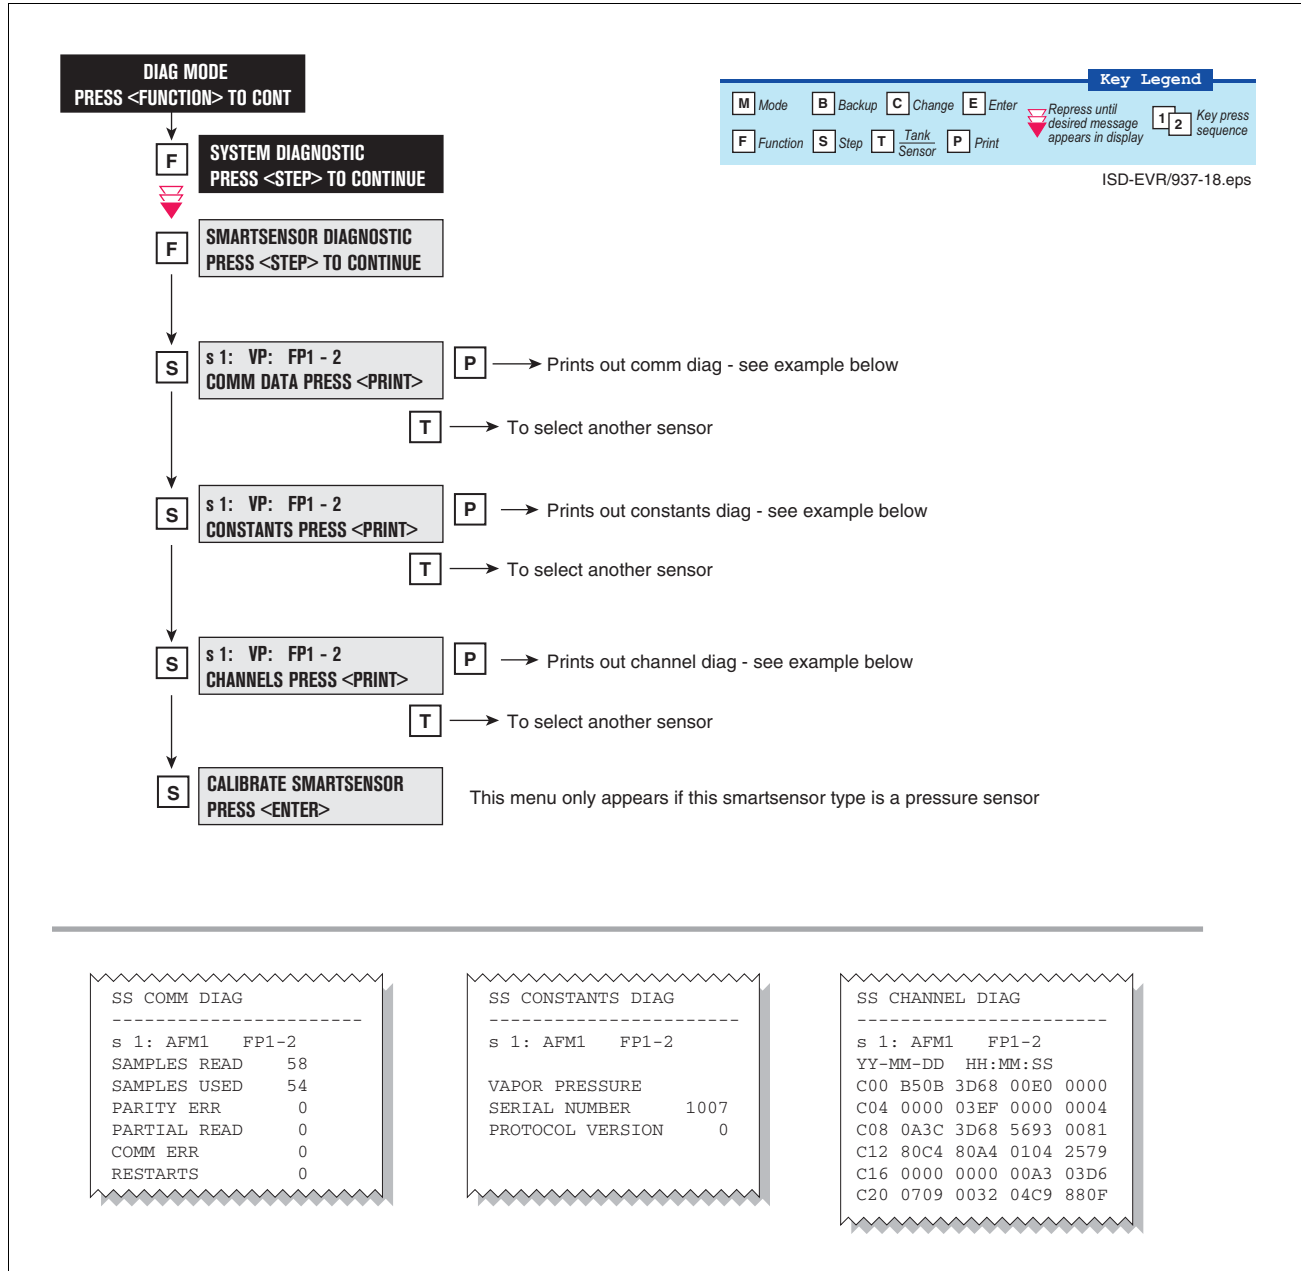 DIAG MODE
PRESS <FUNCTION> TO CONT
Key Legend
M Mode B Backup C Change E Enter
F Function S Step T Tank Sensor P Print
Repress until
desired message
appears in display
1 2 Key press
sequence
ISD-EVR/937-18.eps
F SYSTEM DIAGNOSTIC
PRESS <STEP> TO CONTINUE
F SMARTSENSOR DIAGNOSTIC
PRESS <STEP> TO CONTINUE
S s 1: VP: FP1 - 2
COMM DATA PRESS <PRINT>
P Prints out comm diag - see example below
T To select another sensor
S s 1: VP: FP1 - 2
CONSTANTS PRESS <PRINT>
P Prints out constants diag - see example below
T To select another sensor
S s 1: VP: FP1 - 2
CHANNELS PRESS <PRINT>
P Prints out channel diag - see example below
T To select another sensor
S CALIBRATE SMARTSENSOR
PRESS <ENTER>
This menu only appears if this smartsensor type is a pressure sensor
SS COMM DIAG
-----------------------
s 1: AFM1 FP1-2
SAMPLES READ 58
SAMPLES USED 54
PARITY ERR 0
PARTIAL READ 0
COMM ERR 0
RESTARTS 0
SS CONSTANTS DIAG
-----------------------
s 1: AFM1 FP1-2
VAPOR PRESSURE
SERIAL NUMBER 1007
PROTOCOL VERSION 0
SS CHANNEL DIAG
-----------------------
s 1: AFM1 FP1-2
YY-MM-DD HH:MM:SS
C00 B50B 3D68 00E0 0000
C04 0000 03EF 0000 0004
C08 0A3C 3D68 5693 0081
C12 80C4 80A4 0104 2579
C16 0000 0000 00A3 03D6
C20 0709 0032 04C9 880F